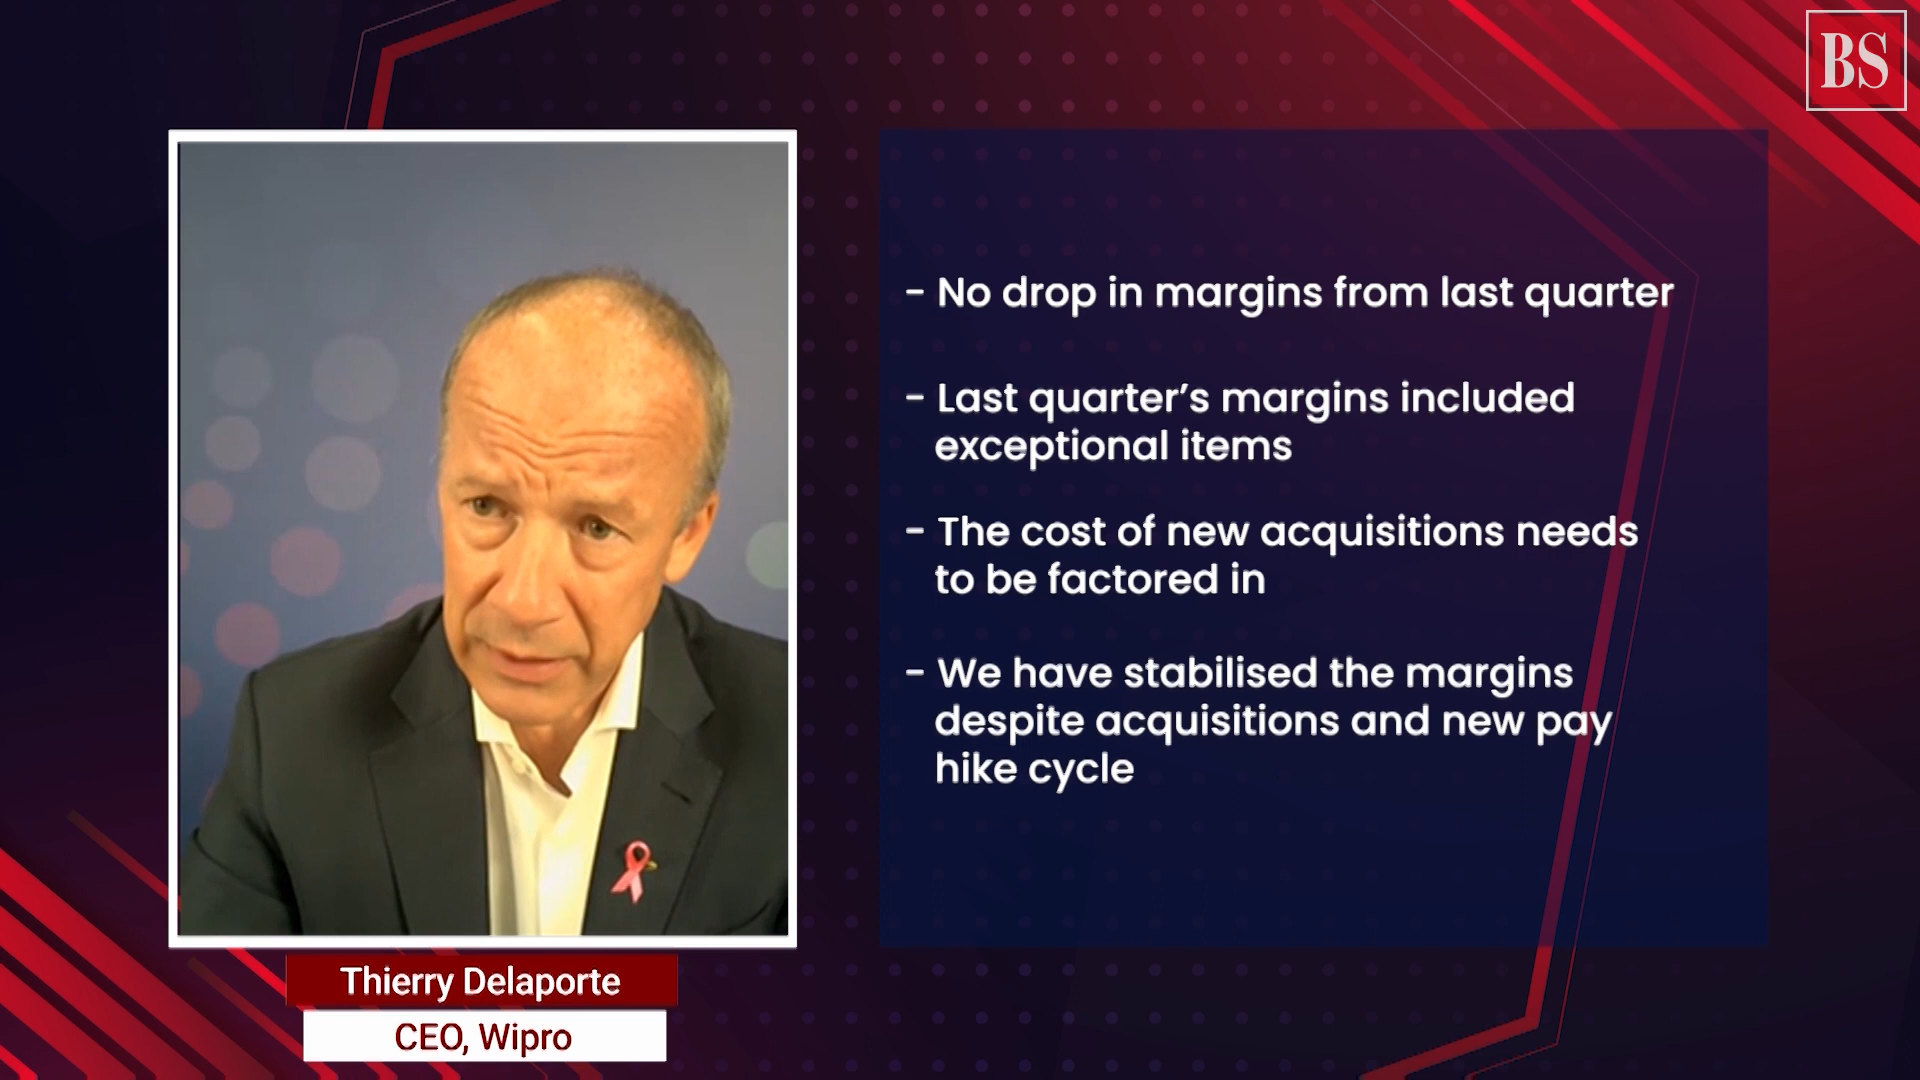 BS
- No drop in margins from last quarter
- Last quarter’s margins included
exceptional items
- The cost of new acquisitions needs
to be factored in
- We have stabilised the margins
despite acquisitions and new pay
hike cycle
Thierry Delaporte
CEO, Wipro